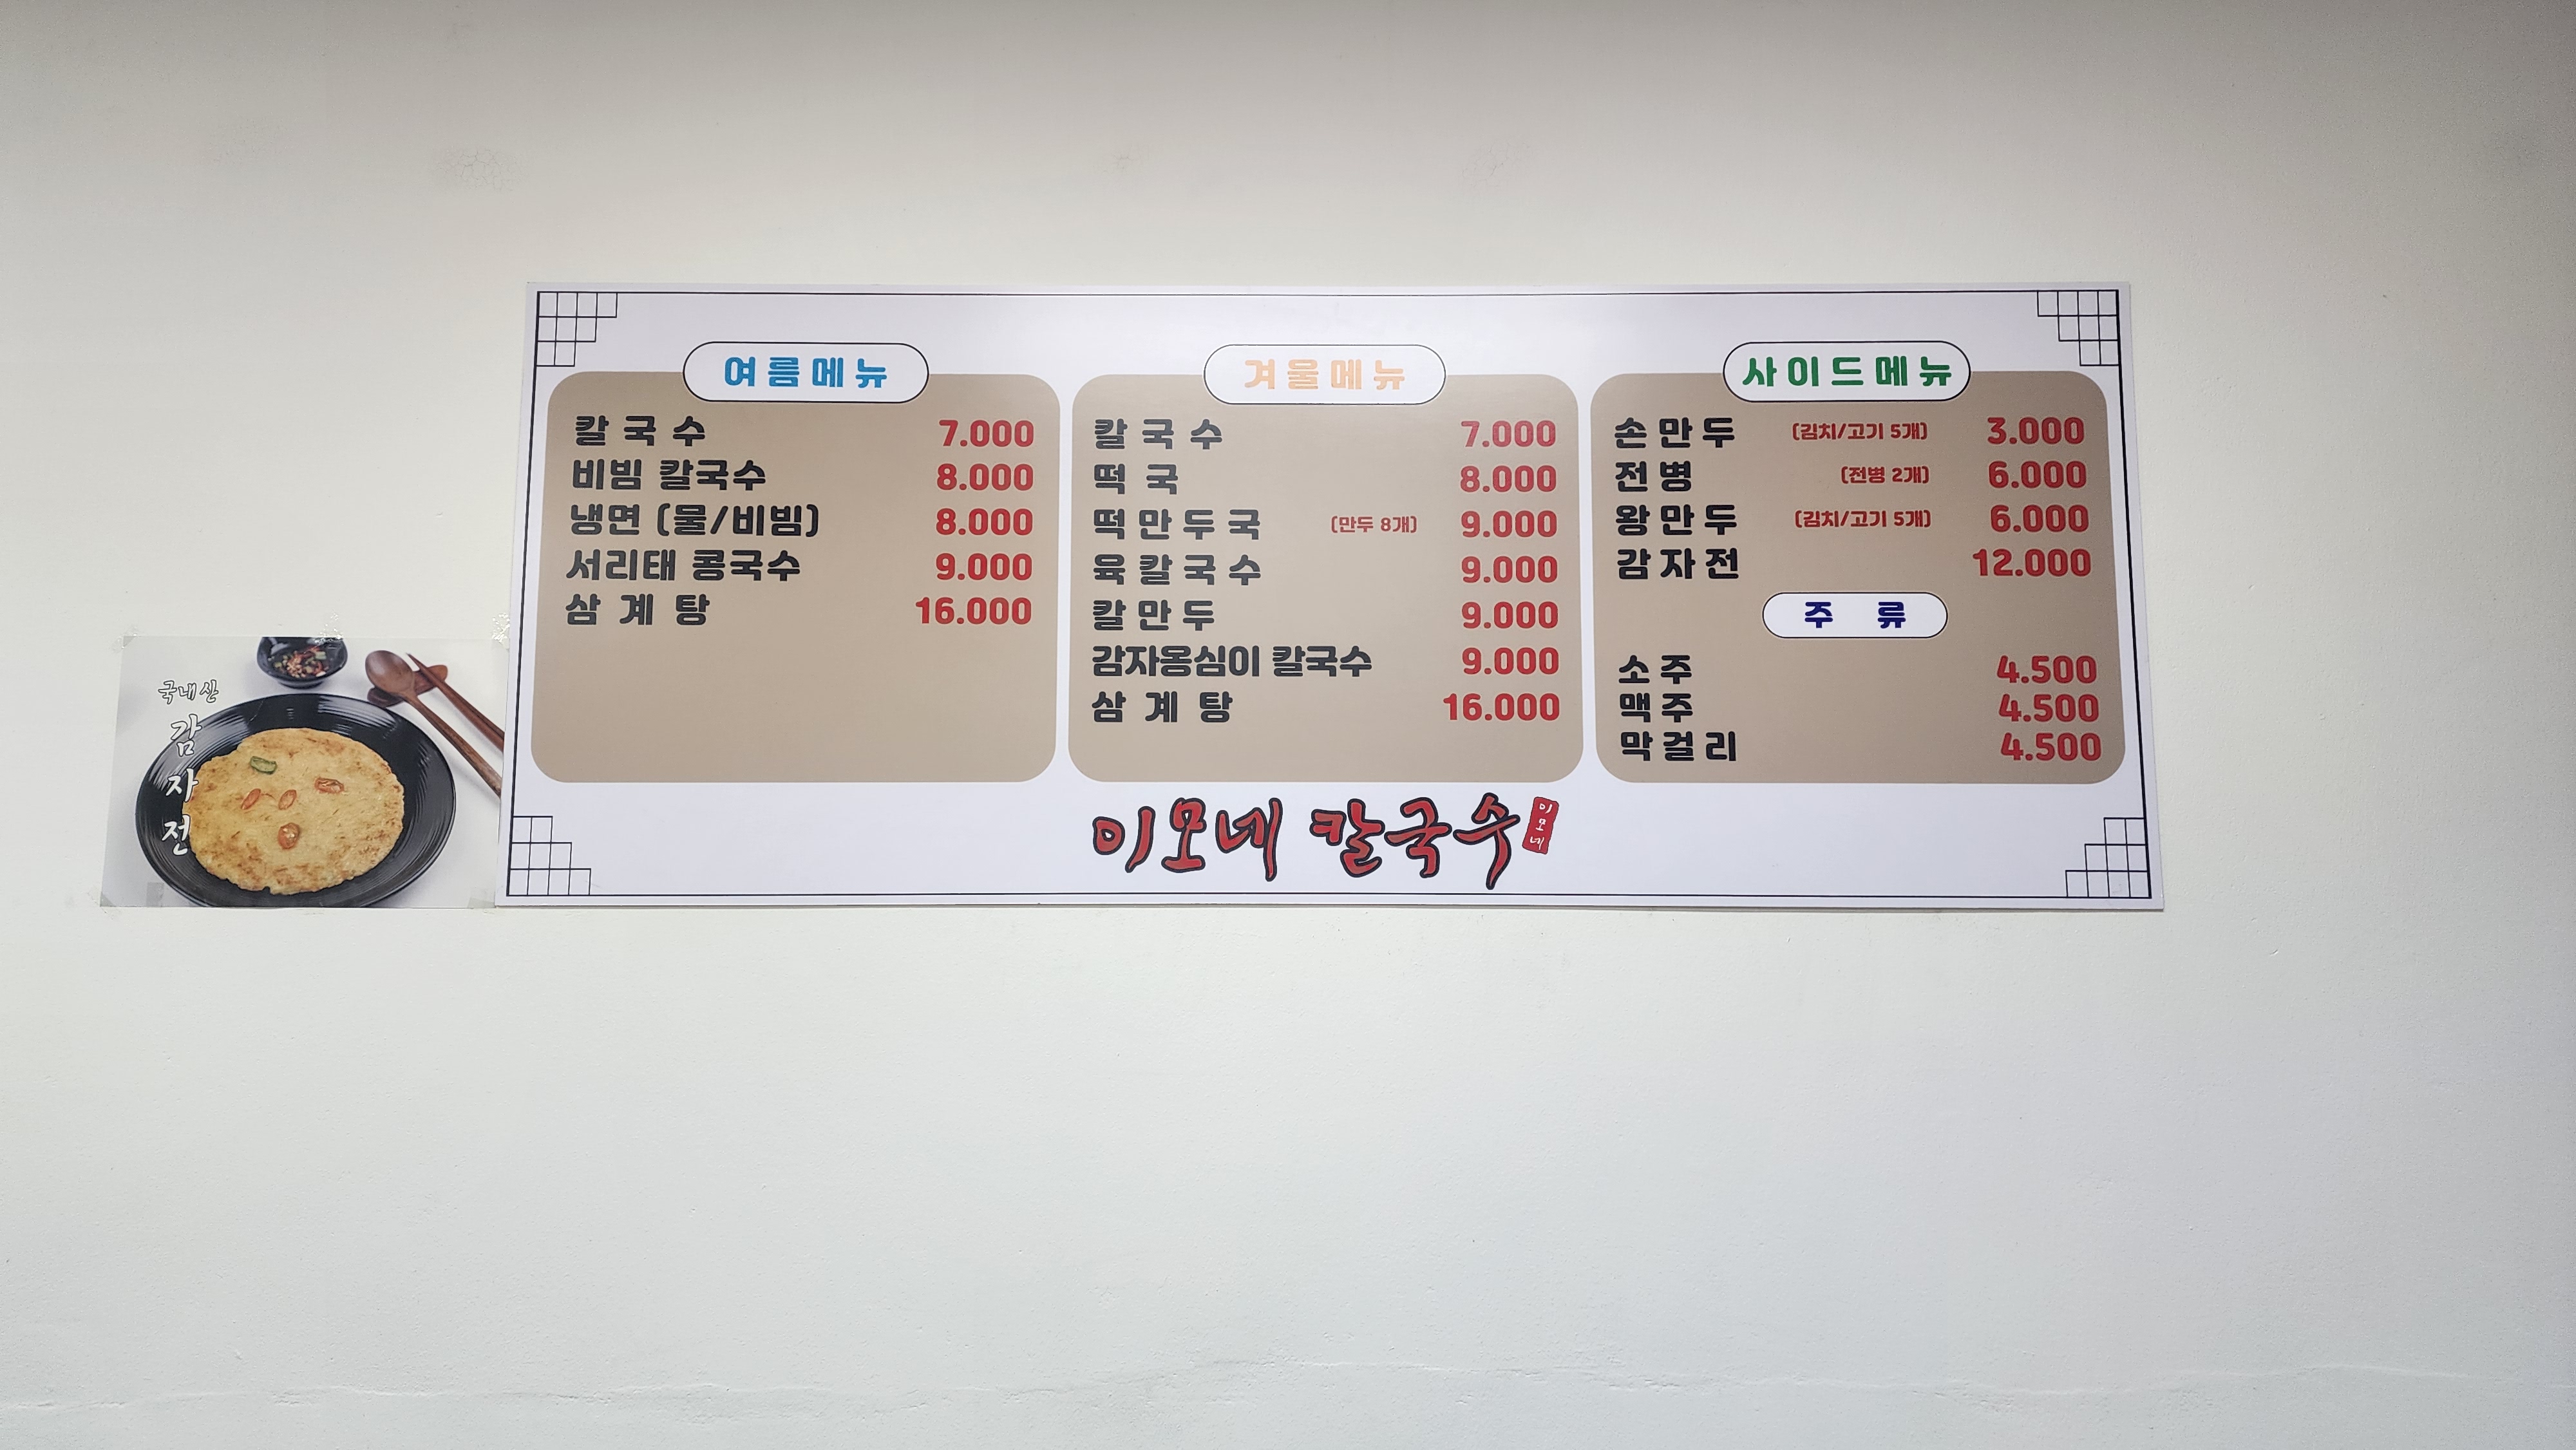 여름메뉴
칼국수 7.000
비빔 칼국수 8.000
냉면 (물/비빔) 8.000
서리태 콩국수 9.000
삼계탕 16.000
겨울메뉴
칼국수 7.000
떡국 8.000
떡만두국 (만두 8개) 9.000
육칼국수 9.000
칼만두 9.000
감자옹심이 칼국수 9.000
삼계탕 16.000
사이드메뉴
손만두 (김치/고기 5개) 3.000
전병 (전병 2개) 6.000
왕만두 (김치/고기 5개) 6.000
감자전 12.000
주류
소주 4.500
맥주 4.500
막걸리 4.500
이모네 칼국수
이모네
국내산
감자전